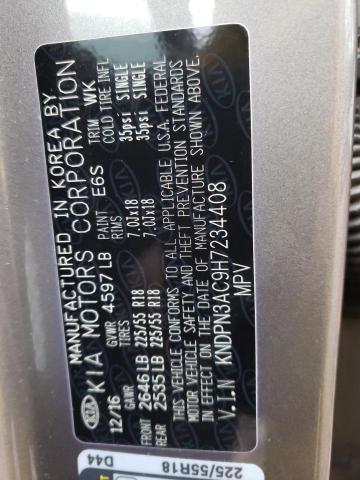 MANUFACTURED IN KOREA BY
KIA KIA MOTORS CORPORATION
12/16 GVWR 4597LB PAINT E6S TRIM WK
GAWR TIRES RIMS COLD TIRE INFL
FRONT 2646LB 225/55 R18 7.0Jx18 35psi SINGLE
REAR 2535LB 225/55 R18 7.0Jx18 35psi SINGLE
THIS VEHICLE CONFORMS TO ALL APPLICABLE U.S.A. FEDERAL
MOTOR VEHICLE SAFETY AND THEFT PREVENTION STANDARDS
IN EFFECT ON THE DATE OF MANUFACTURE SHOWN ABOVE.
V.I.N KNDPN3AC9H7234408
MPV
D44
225/55R18